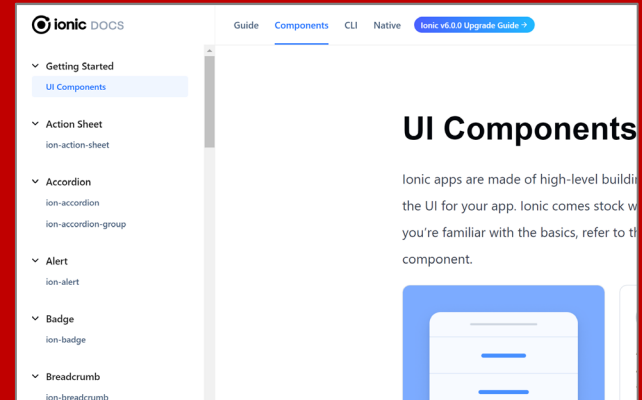 ionic DOCS
Guide Components CLI Native Ionic v6.0.0 Upgrade Guide →
Getting Started
UI Components
Action Sheet
ion-action-sheet
Accordion
ion-accordion
ion-accordion-group
Alert
ion-alert
Badge
ion-badge
Breadcrumb
ion-breadcrumb
UI Components
Ionic apps are made of high-level
the UI for your app. Ionic comes stock
you’re familiar with the basics, refer to
component.